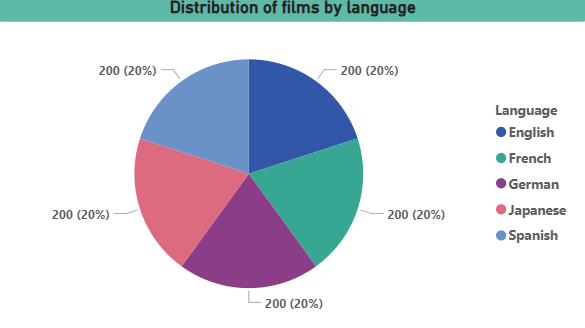 Distribution of films by language
200 (20%)
200 (20%)
200 (20%)
200 (20%)
200 (20%)
Language
English
French
German
Japanese
Spanish